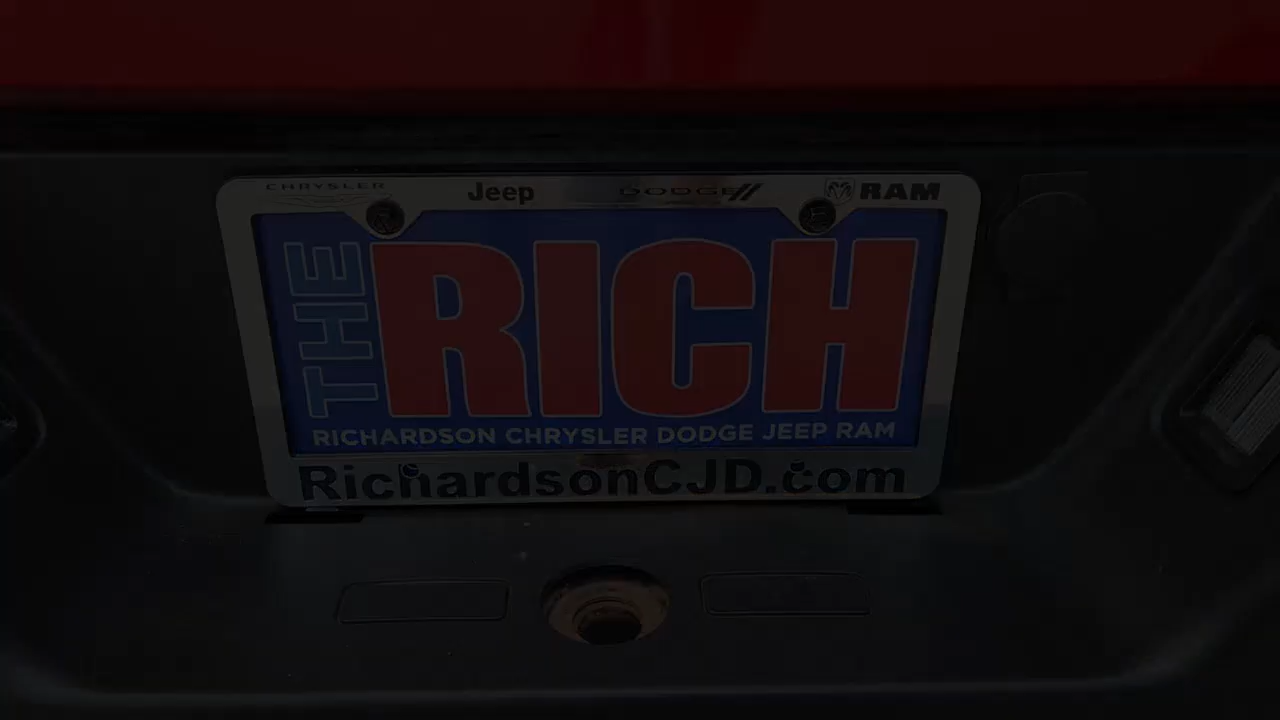 CHRYSLER Jeep DODGE RAM
THE RICH
RICHARDSON CHRYSLER DODGE JEEP RAM
RichardsonCJD.com